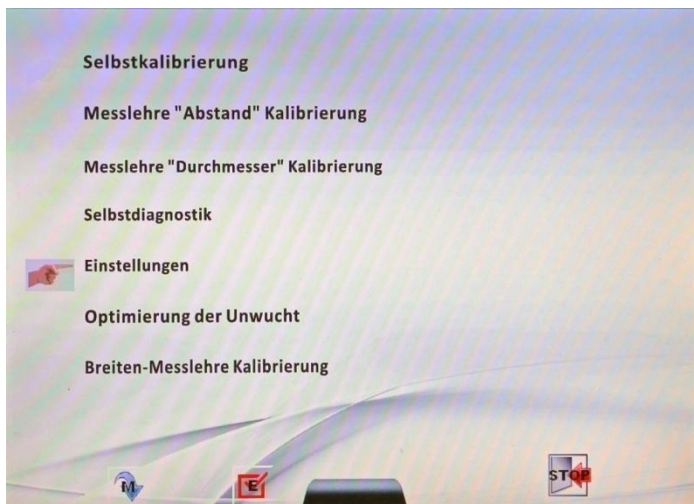 Selbstkalibrierung
Messlehre "Abstand" Kalibrierung
Messlehre "Durchmesser" Kalibrierung
Selbstdiagnostik
Einstellungen
Optimierung der Unwucht
Breiten-Messlehre Kalibrierung
M
E
STOP